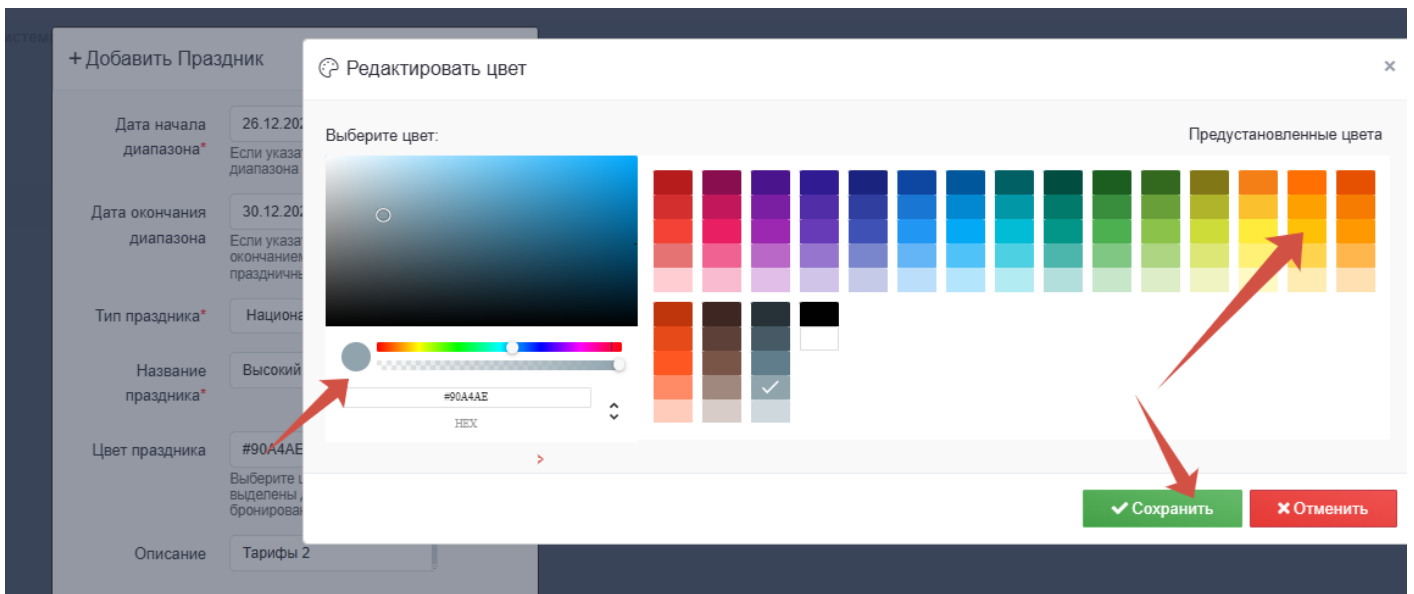 + Добавить Праздник
Дата начала
диапазона*
26.12.202
Если указа
диапазона
Дата окончания
диапазона
30.12.202
Если указа
окончанием
праздничны
Тип праздника*
Национа
Название
праздника*
Высокий
Цвет праздника
#90A4AE
Выберите ц
выделены д
бронирован
Описание
Тарифы 2
Редактировать цвет
×
Выберите цвет:
Предустановленные цвета
#90A4AE
HEX
>
Сохранить
Отменить